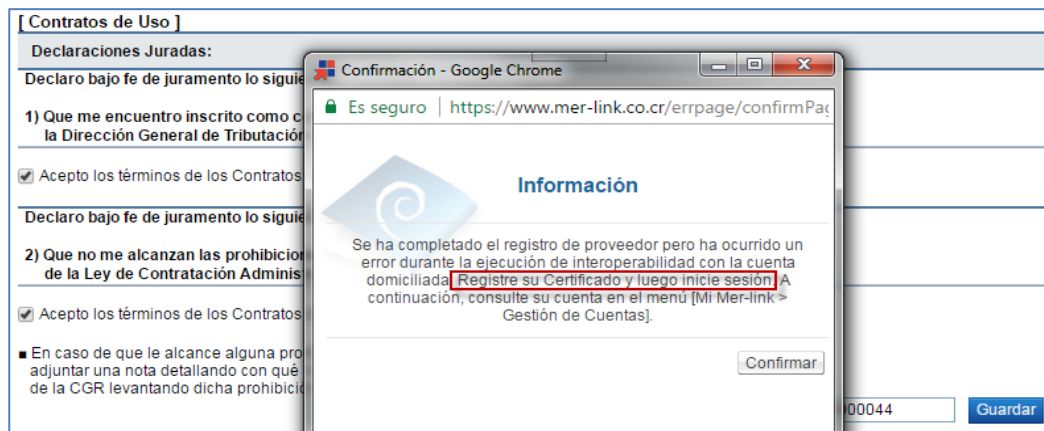 [ Contratos de Uso ]
Declaraciones Juradas:
Declaro bajo fe de juramento lo siguie
1) Que me encuentro inscrito como c
la Dirección General de Tributación
Acepto los términos de los Contratos
Declaro bajo fe de juramento lo siguie
2) Que no me alcanzan las prohibicion
de la Ley de Contratación Adminis
Acepto los términos de los Contratos
■ En caso de que le alcance alguna pro
adjuntar una nota detallando con qué
de la CGR levantando dicha prohibició
Confirmación - Google Chrome
Es seguro | https://www.mer-link.co.cr/errpage/confirmPag
Información
Se ha completado el registro de proveedor pero ha ocurrido un
error durante la ejecución de interoperabilidad con la cuenta
domiciliada. Registre su Certificado y luego inicie sesión. A
continuación, consulte su cuenta en el menú [Mi Mer-link >
Gestión de Cuentas].
Confirmar
000044
Guardar